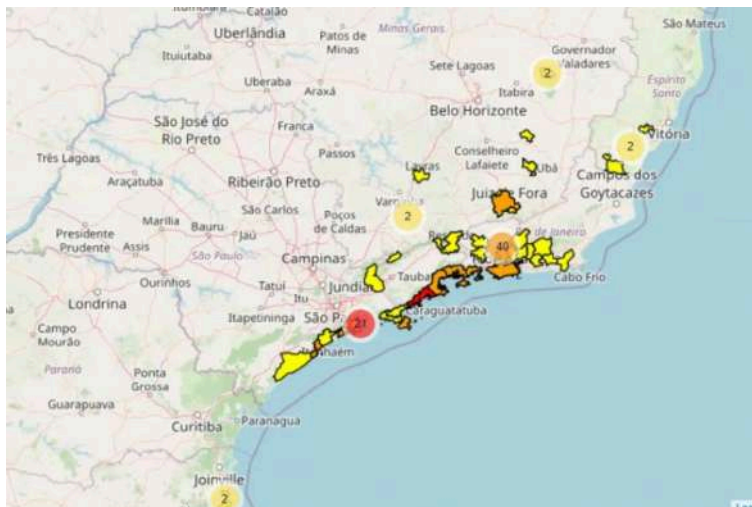 Catalão
Uberlândia
Patos de
Minas
Minas Gerais
São Mateus
Ituiutaba
Governador
Valadares
2
Uberaba
Araxá
Sete Lagoas
Itabira
Espírito
Santo
Belo Horizonte
São José do
Rio Preto
Franca
Passos
Conselheiro
Lafaiete
Vitória
2
Três Lagoas
Lavras
Ubá
Campos dos
Goytacazes
Araçatuba
Ribeirão Preto
Juiz de Fora
Marília
Bauru
Jaú
São Carlos
Poços
de Caldas
2
Presidente
Prudente
Assis
São Paulo
de Janeiro
40
Campinas
Ourinhos
Londrina
Tatuí
Itu
Jundiaí
Cabo Frio
Itapetininga
São P
21
Caraguatatuba
Campo
Mourão
Paraná
Ponta
Grossa
Guarapuava
Curitiba
Paranaguá
Joinville
2